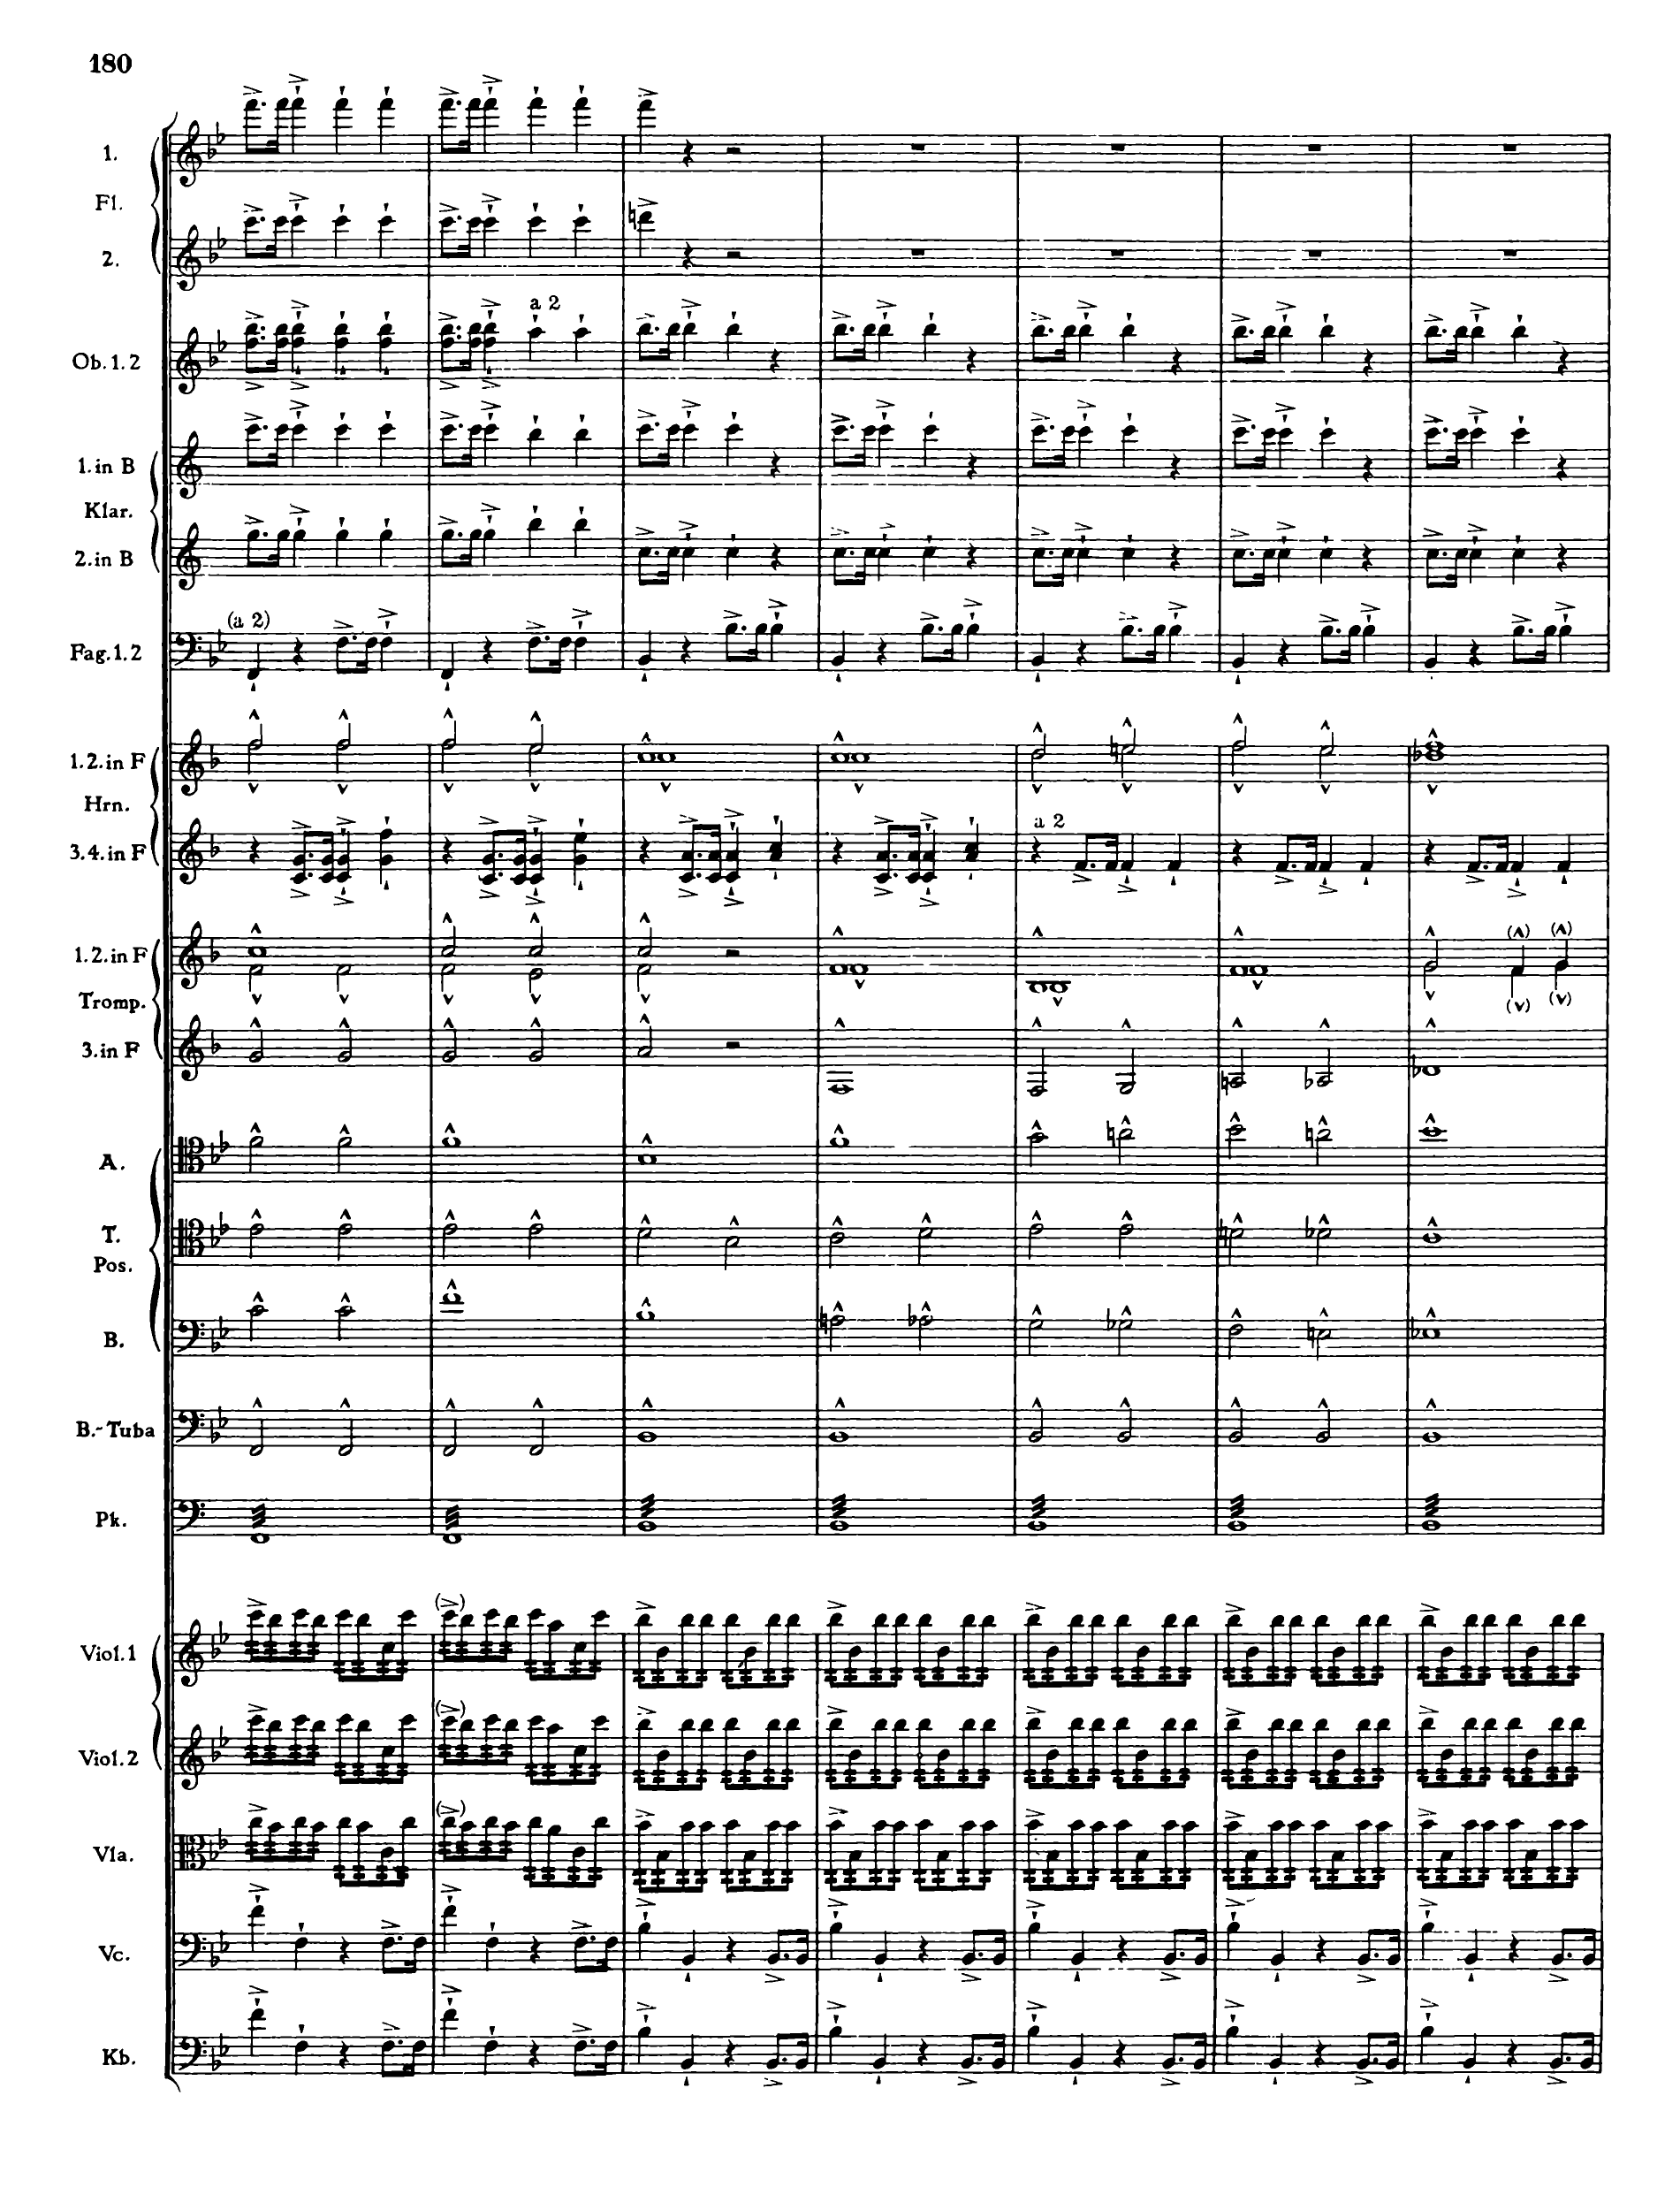 180
1.
Fl.
2.
a 2
Ob. 1. 2
1. in B
Klar.
2. in B
(a 2)
Fag. 1. 2
1. 2. in F
Hrn.
a 2
3. 4. in F
1. 2. in F
Tromp.
3. in F
A.
T.
Pos.
B.
B.-Tuba
Pk.
Viol. 1
Viol. 2
Vla.
Vc.
Kb.